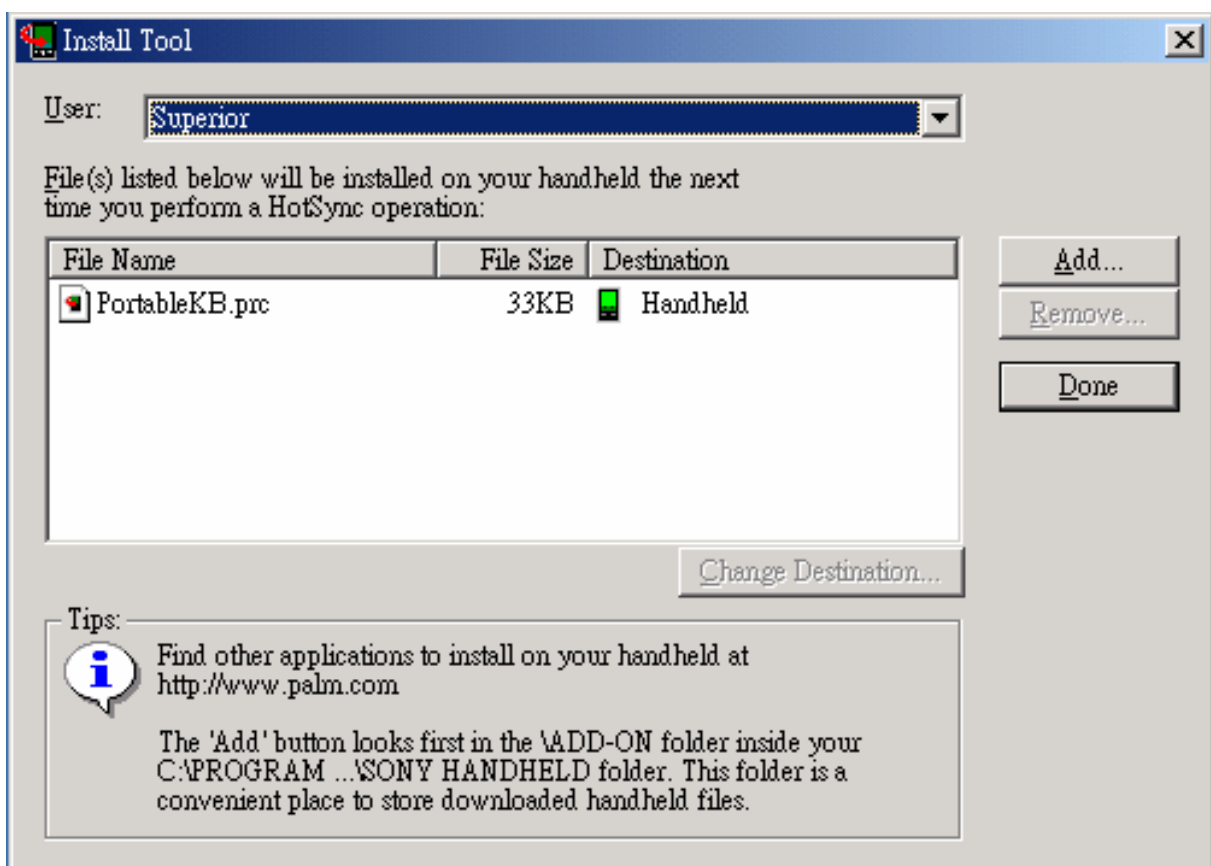 Install Tool
User: Superior
File(s) listed below will be installed on your handheld the next
time you perform a HotSync operation:
File Name File Size Destination
PortableKB.prc 33KB Handheld
Add...
Remove...
Done
Change Destination...
Tips:
Find other applications to install on your handheld at
http://www.palm.com
The 'Add' button looks first in the \ADD-ON folder inside your
C:\PROGRAM ...\SONY HANDHELD folder. This folder is a
convenient place to store downloaded handheld files.